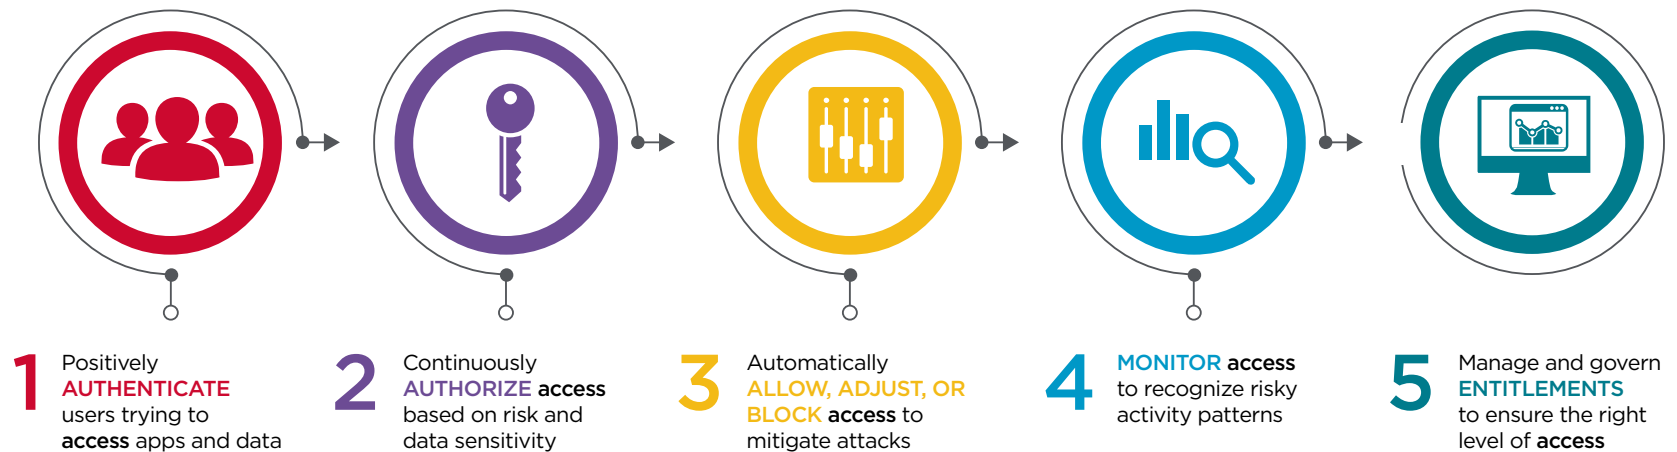 1
Positively
AUTHENTICATE
users trying to
access apps and data
2
Continuously
AUTHORIZE access
based on risk and
data sensitivity
3
Automatically
ALLOW, ADJUST, OR
BLOCK access to
mitigate attacks
4
MONITOR access
to recognize risky
activity patterns
5
Manage and govern
ENTITLEMENTS
to ensure the right
level of access